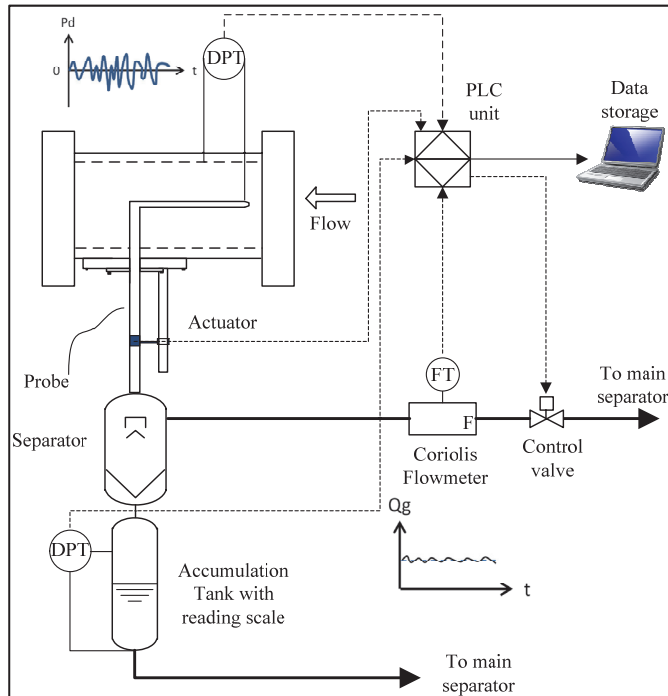 Pd
DPT
0
t
PLC
unit
Data
storage
Flow
Actuator
Probe
FT
To main
separator
Separator
F
Coriolis
Flowmeter
Control
valve
Qg
DPT
t
Accumulation
Tank with
reading scale
To main
separator